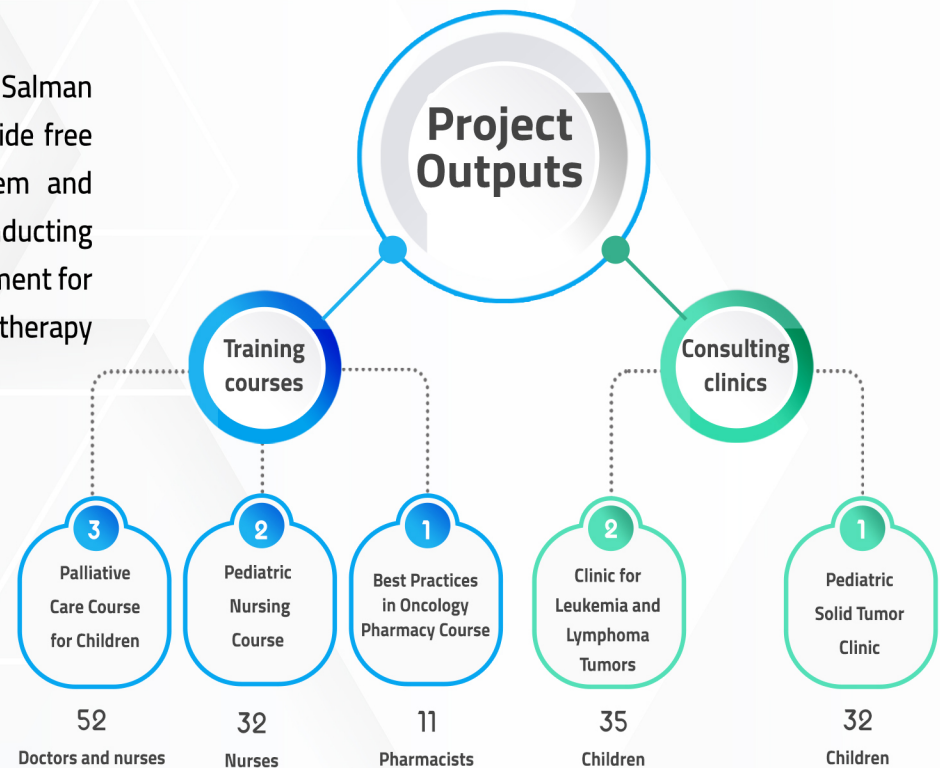 Salman
ide free
em and
ducting
ment for
therapy
Project
Outputs
Training
courses
Consulting
clinics
3
Palliative
Care Course
for Children
52
Doctors and nurses
2
Pediatric
Nursing
Course
32
Nurses
1
Best Practices
in Oncology
Pharmacy Course
11
Pharmacists
2
Clinic for
Leukemia and
Lymphoma
Tumors
35
Children
1
Pediatric
Solid Tumor
Clinic
32
Children